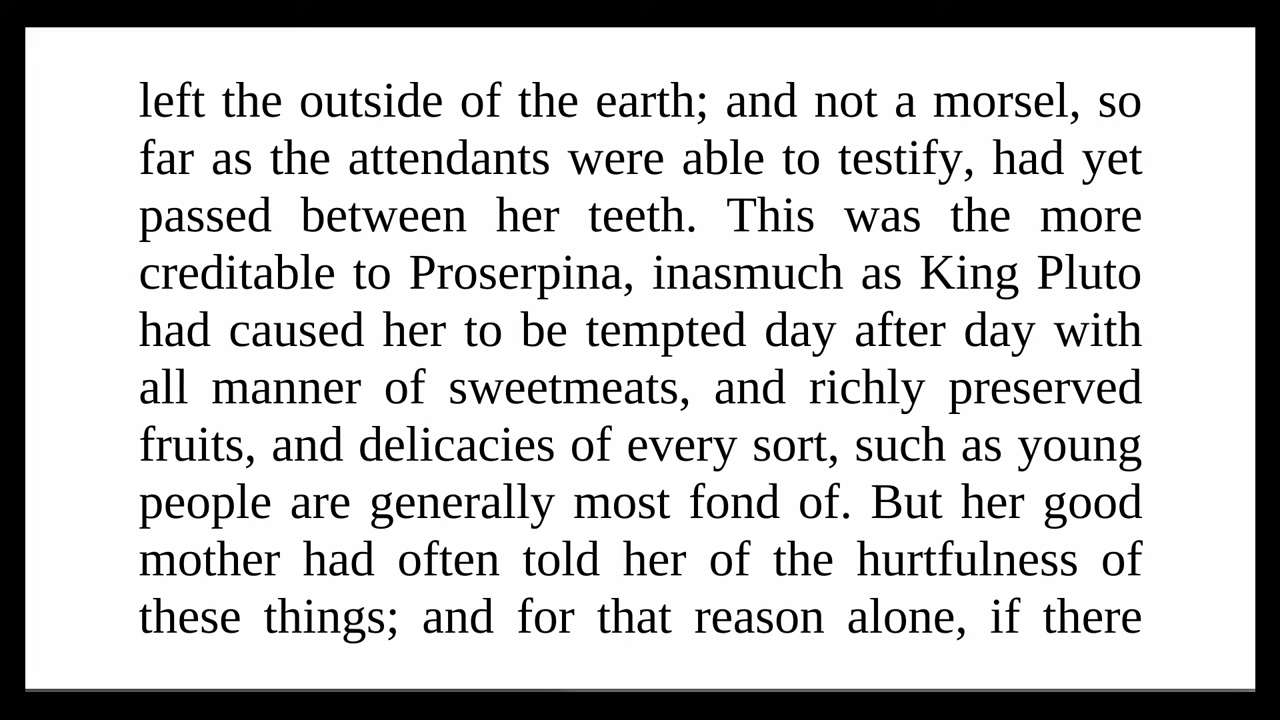 left the outside of the earth; and not a morsel, so
far as the attendants were able to testify, had yet
passed between her teeth. This was the more
creditable to Proserpina, inasmuch as King Pluto
had caused her to be tempted day after day with
all manner of sweetmeats, and richly preserved
fruits, and delicacies of every sort, such as young
people are generally most fond of. But her good
mother had often told her of the hurtfulness of
these things; and for that reason alone, if there